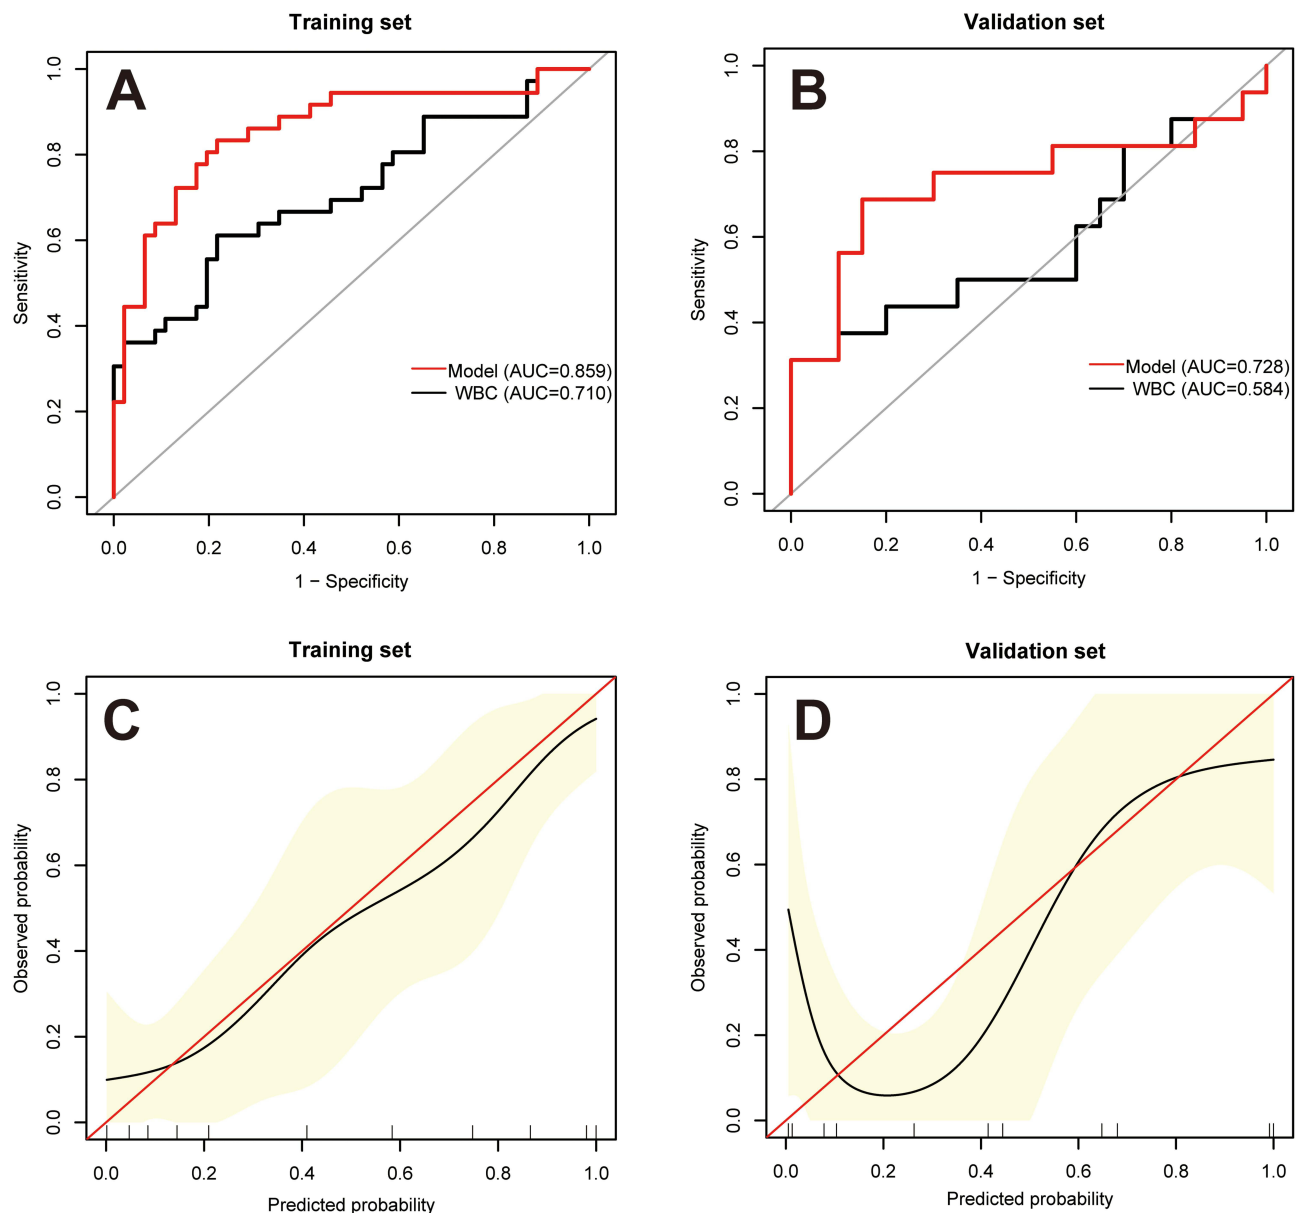 Training set
A
Sensitivity
0.0 0.2 0.4 0.6 0.8 1.0
Model (AUC=0.859)
WBC (AUC=0.710)
0.0 0.2 0.4 0.6 0.8 1.0
1 − Specificity
Validation set
B
Sensitivity
0.0 0.2 0.4 0.6 0.8 1.0
Model (AUC=0.728)
WBC (AUC=0.584)
0.0 0.2 0.4 0.6 0.8 1.0
1 − Specificity
Training set
C
Observed probability
0.0 0.2 0.4 0.6 0.8 1.0
0.0 0.2 0.4 0.6 0.8 1.0
Predicted probability
Validation set
D
Observed probability
0.0 0.2 0.4 0.6 0.8 1.0
0.0 0.2 0.4 0.6 0.8 1.0
Predicted probability